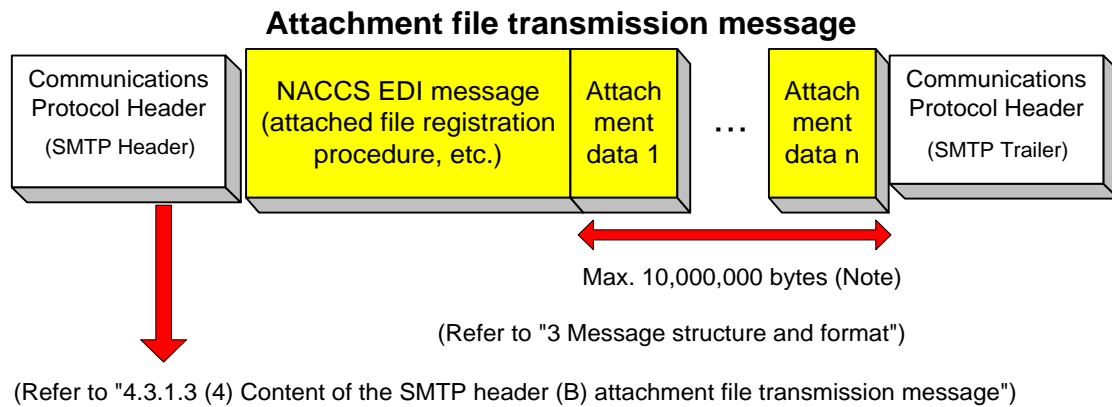 Attachment file transmission message
Communications
Protocol Header
(SMTP Header)
NACCS EDI message
(attached file registration
procedure, etc.)
Attach
ment
data 1
...
Attach
ment
data n
Communications
Protocol Header
(SMTP Trailer)
Max. 10,000,000 bytes (Note)
(Refer to "3 Message structure and format")
(Refer to "4.3.1.3 (4) Content of the SMTP header (B) attachment file transmission message")